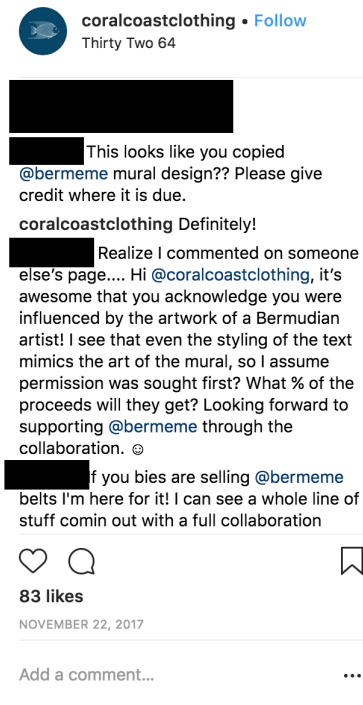 coralcoastclothing • Follow
Thirty Two 64
This looks like you copied
@bermeme mural design?? Please give
credit where it is due.
coralcoastclothing Definitely!
Realize I commented on someone
else's page.... Hi @coralcoastclothing, it's
awesome that you acknowledge you were
influenced by the artwork of a Bermudian
artist! I see that even the styling of the text
mimics the art of the mural, so I assume
permission was sought first? What % of the
proceeds will they get? Looking forward to
supporting @bermeme through the
collaboration. ☺
if you bies are selling @bermeme
belts I'm here for it! I can see a whole line of
stuff comin out with a full collaboration
83 likes
NOVEMBER 22, 2017
Add a comment...